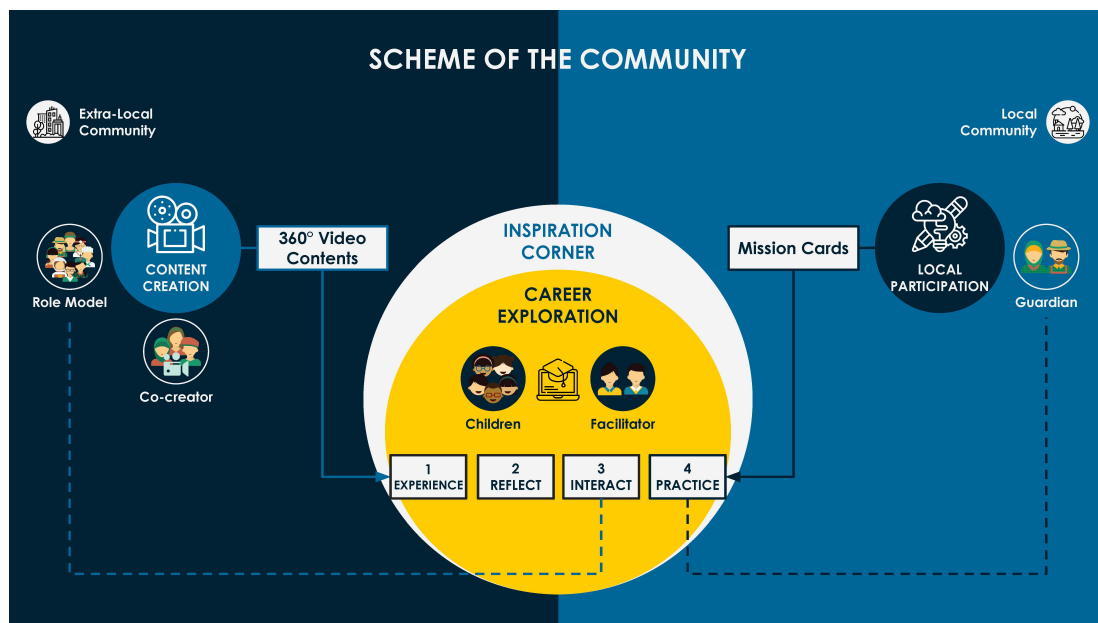 SCHEME OF THE COMMUNITY
Extra-Local
Community
Local
Community
Role Model
CONTENT
CREATION
Co-creator
360° Video
Contents
INSPIRATION
CORNER
CAREER
EXPLORATION
Children
Facilitator
1
EXPERIENCE
2
REFLECT
3
INTERACT
4
PRACTICE
Mission Cards
LOCAL
PARTICIPATION
Guardian